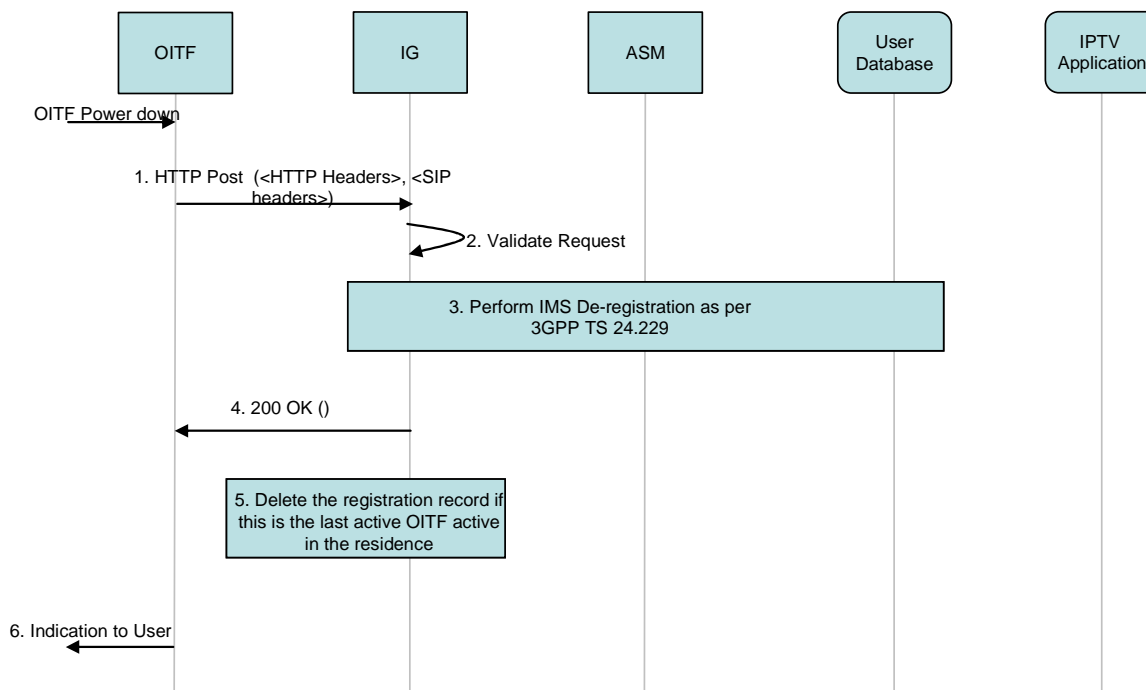 OITF
IG
ASM
User
Database
IPTV
Application
OITF Power down
1. HTTP Post  (<HTTP Headers>, <SIP
headers>)
2. Validate Request
3. Perform IMS De-registration as per
3GPP TS 24.229
4. 200 OK ()
5. Delete the registration record if
this is the last active OITF active
in the residence
6. Indication to User